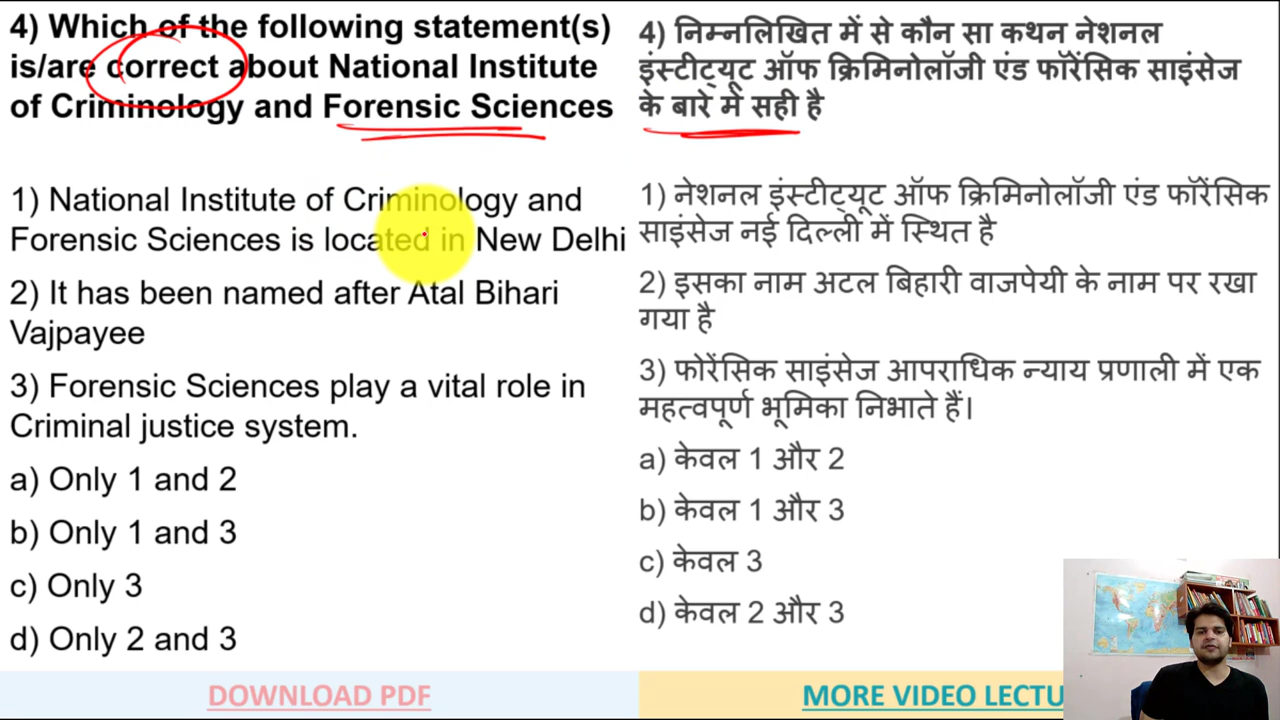 4) Which of the following statement(s)
is/are correct about National Institute
of Criminology and Forensic Sciences
1) National Institute of Criminology and
Forensic Sciences is located in New Delhi
2) It has been named after Atal Bihari
Vajpayee
3) Forensic Sciences play a vital role in
Criminal justice system.
a) Only 1 and 2
b) Only 1 and 3
c) Only 3
d) Only 2 and 3
4) निम्नलिखित में से कौन सा कथन नेशनल
इंस्टीट्यूट ऑफ क्रिमिनोलॉजी एंड फॉरेंसिक साइंसेज
के बारे में सही है
1) नेशनल इंस्टीट्यूट ऑफ क्रिमिनोलॉजी एंड फॉरेंसिक
साइंसेज नई दिल्ली में स्थित है
2) इसका नाम अटल बिहारी वाजपेयी के नाम पर रखा
गया है
3) फोरेंसिक साइंसेज आपराधिक न्याय प्रणाली में एक
महत्वपूर्ण भूमिका निभाते हैं।
a) केवल 1 और 2
b) केवल 1 और 3
c) केवल 3
d) केवल 2 और 3
DOWNLOAD PDF
MORE VIDEO LECTU